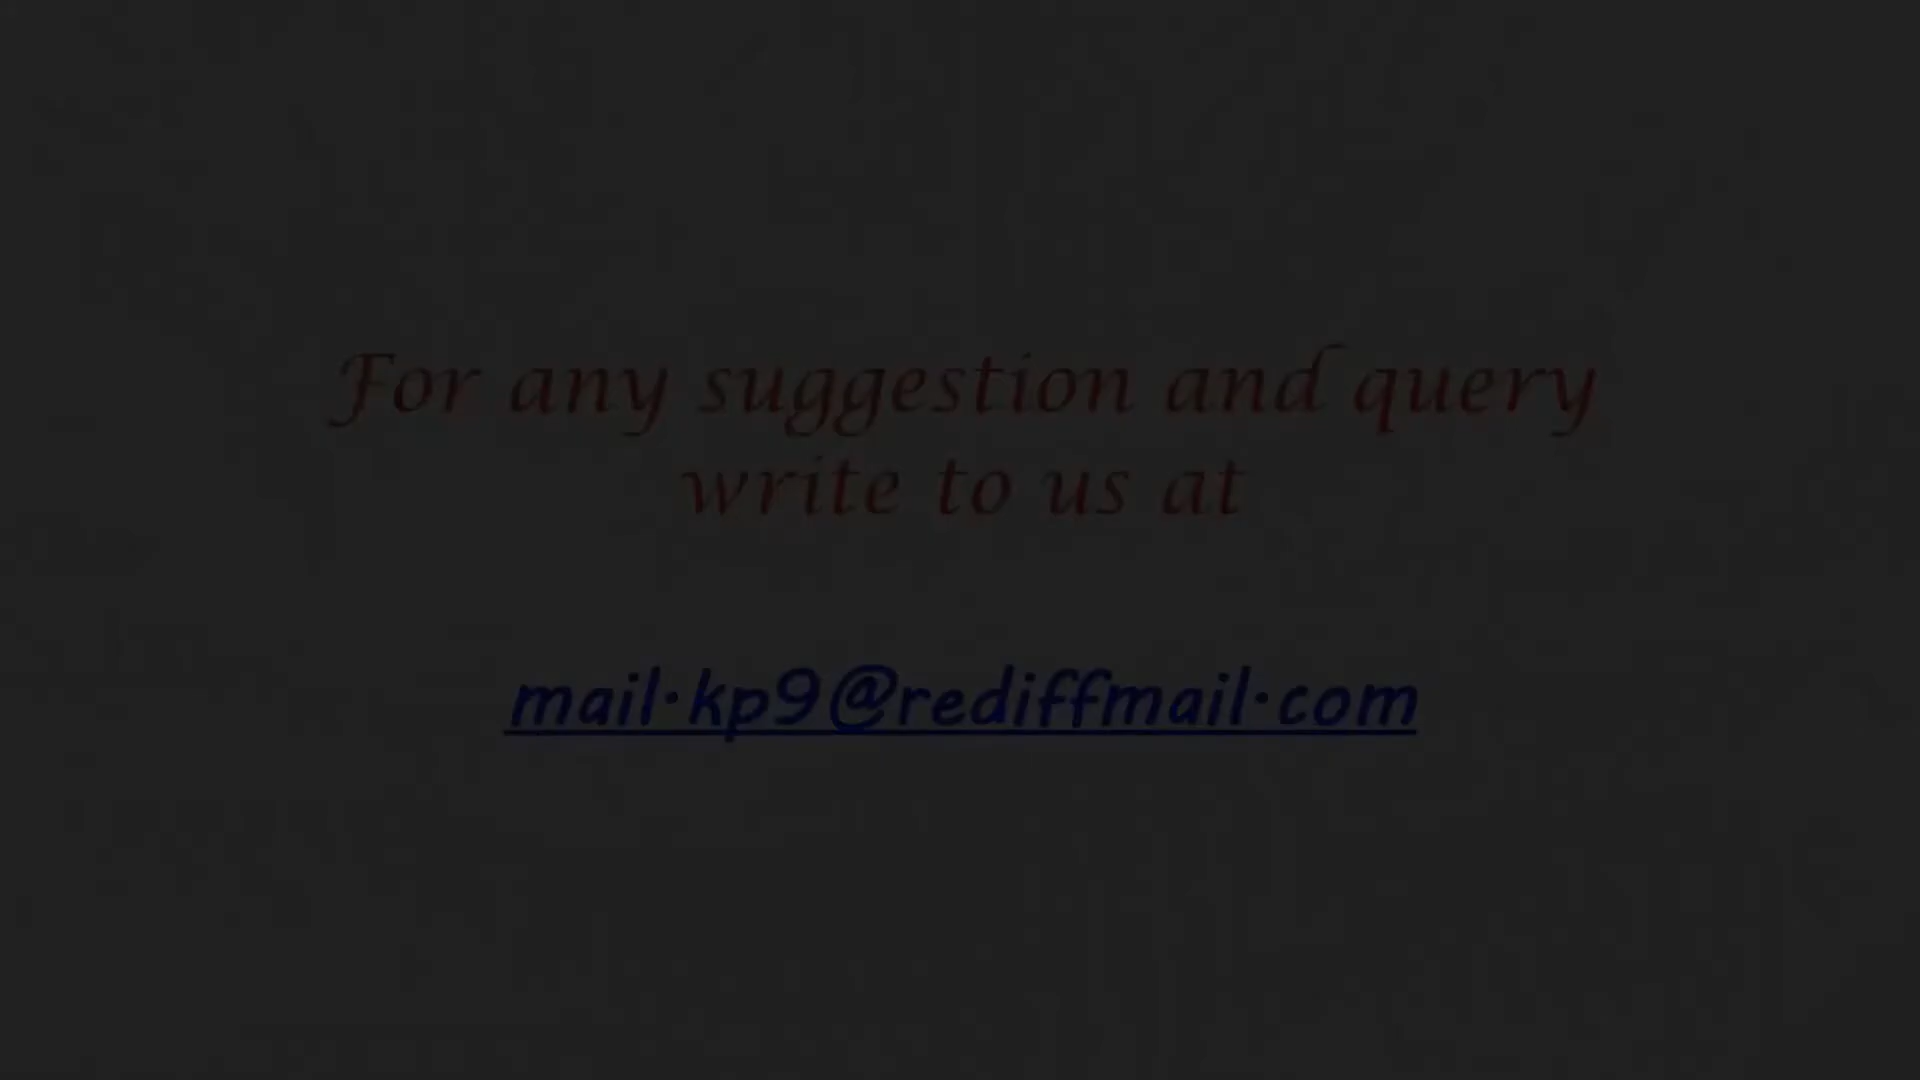 For any suggestion and query
write to us at
mail.kp9@rediffmail.com